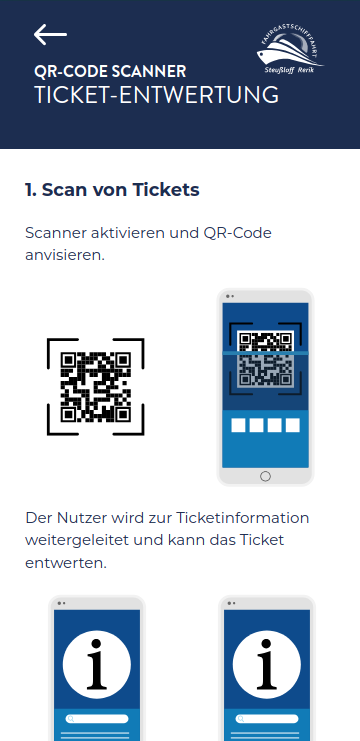 FAHRGASTSCHIFFFAHRT
Steußloff Rerik
QR-CODE SCANNER
TICKET-ENTWERTUNG
1. Scan von Tickets
Scanner aktivieren und QR-Code
anvisieren.
Der Nutzer wird zur Ticketinformation
weitergeleitet und kann das Ticket
entwerten.
i i